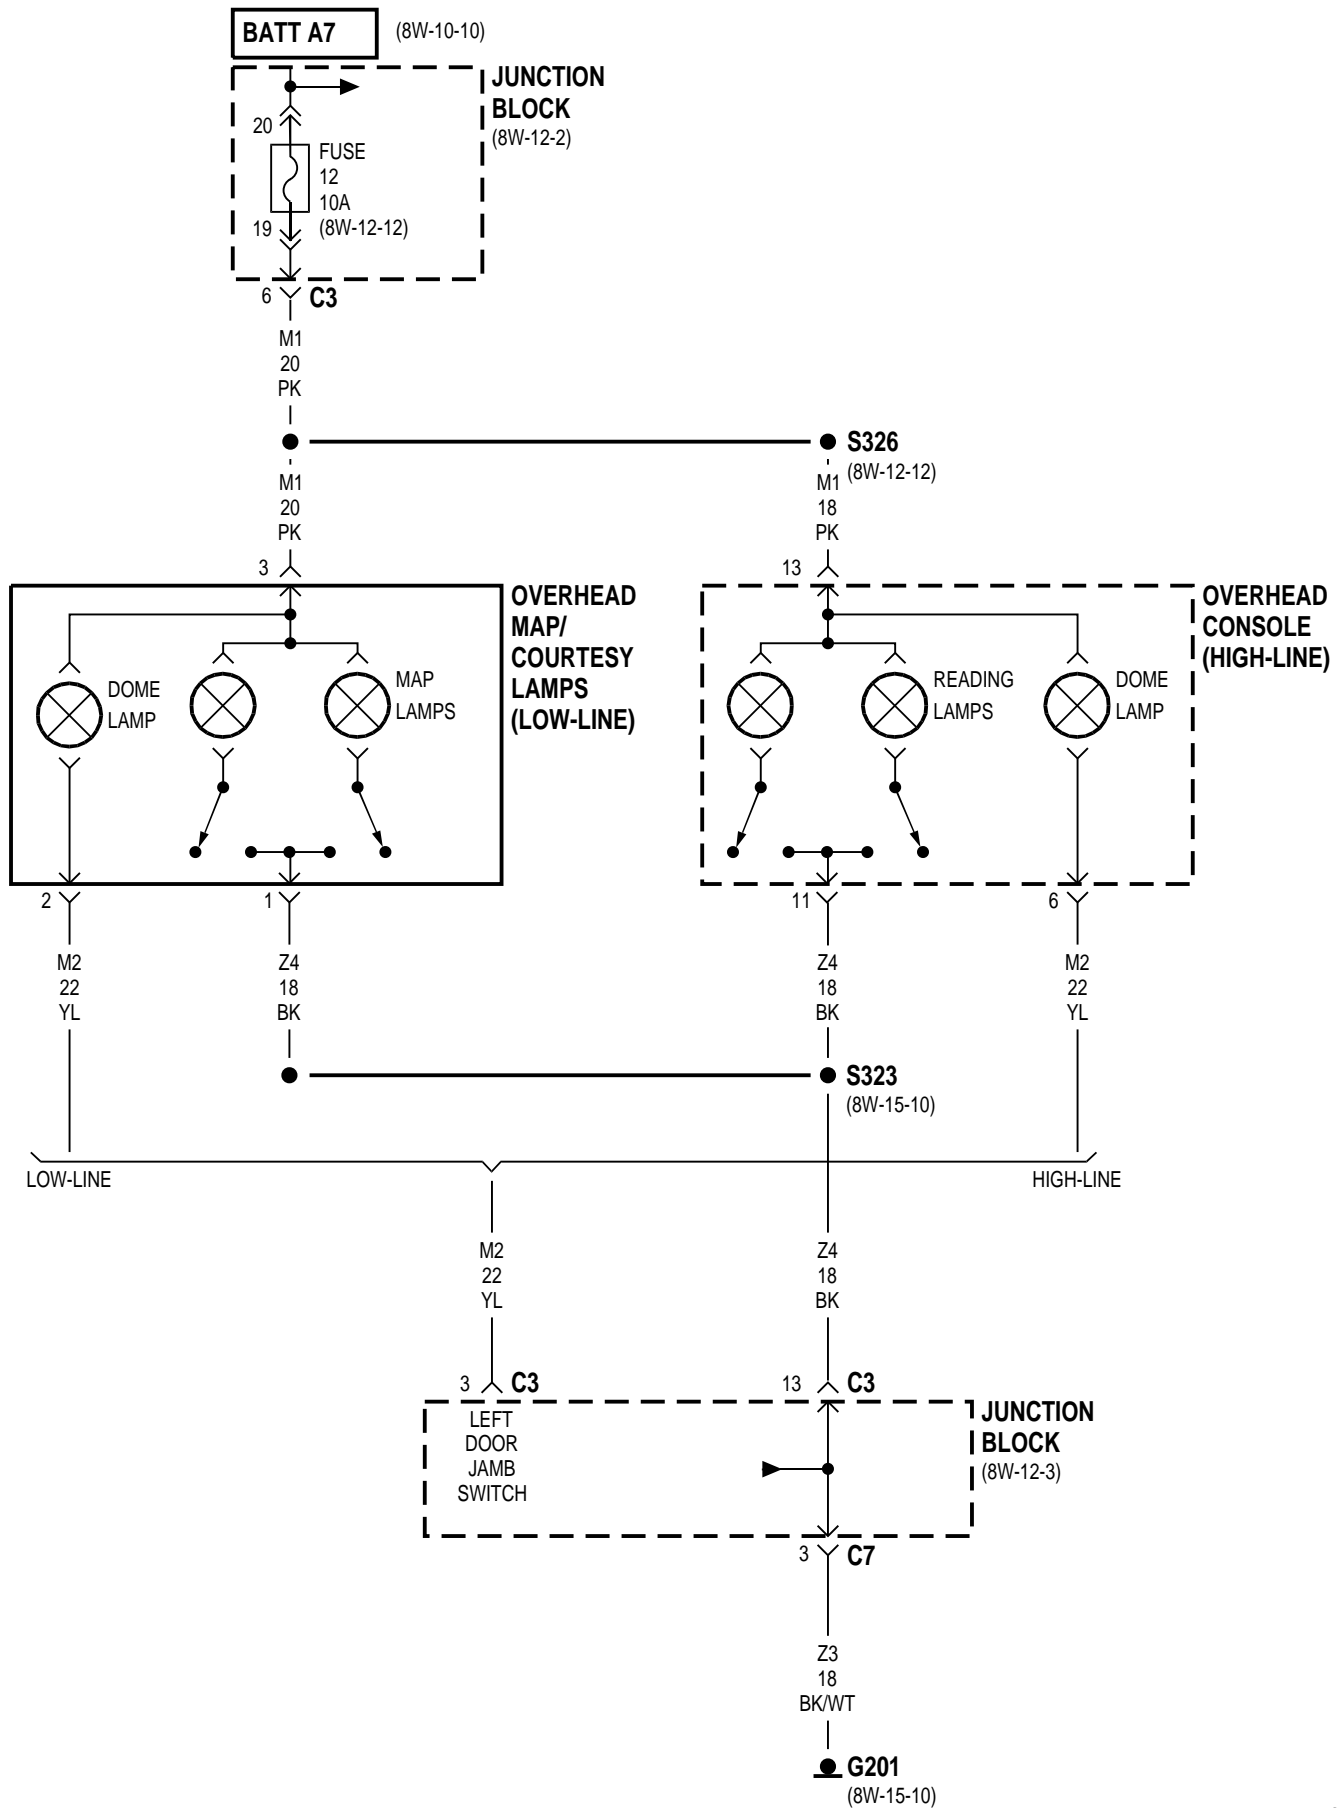 BATT A7
(8W-10-10)
JUNCTION
BLOCK
(8W-12-2)
20
FUSE
12
10A
(8W-12-12)
19
6
C3
M1
20
PK
S326
(8W-12-12)
M1
20
PK
M1
18
PK
3
13
OVERHEAD
MAP/
COURTESY
LAMPS
(LOW-LINE)
OVERHEAD
CONSOLE
(HIGH-LINE)
DOME
LAMP
MAP
LAMPS
READING
LAMPS
DOME
LAMP
2
1
11
6
M2
22
YL
Z4
18
BK
Z4
18
BK
M2
22
YL
S323
(8W-15-10)
LOW-LINE
HIGH-LINE
M2
22
YL
Z4
18
BK
3
C3
13
C3
LEFT
DOOR
JAMB
SWITCH
JUNCTION
BLOCK
(8W-12-3)
3
C7
Z3
18
BK/WT
G201
(8W-15-10)